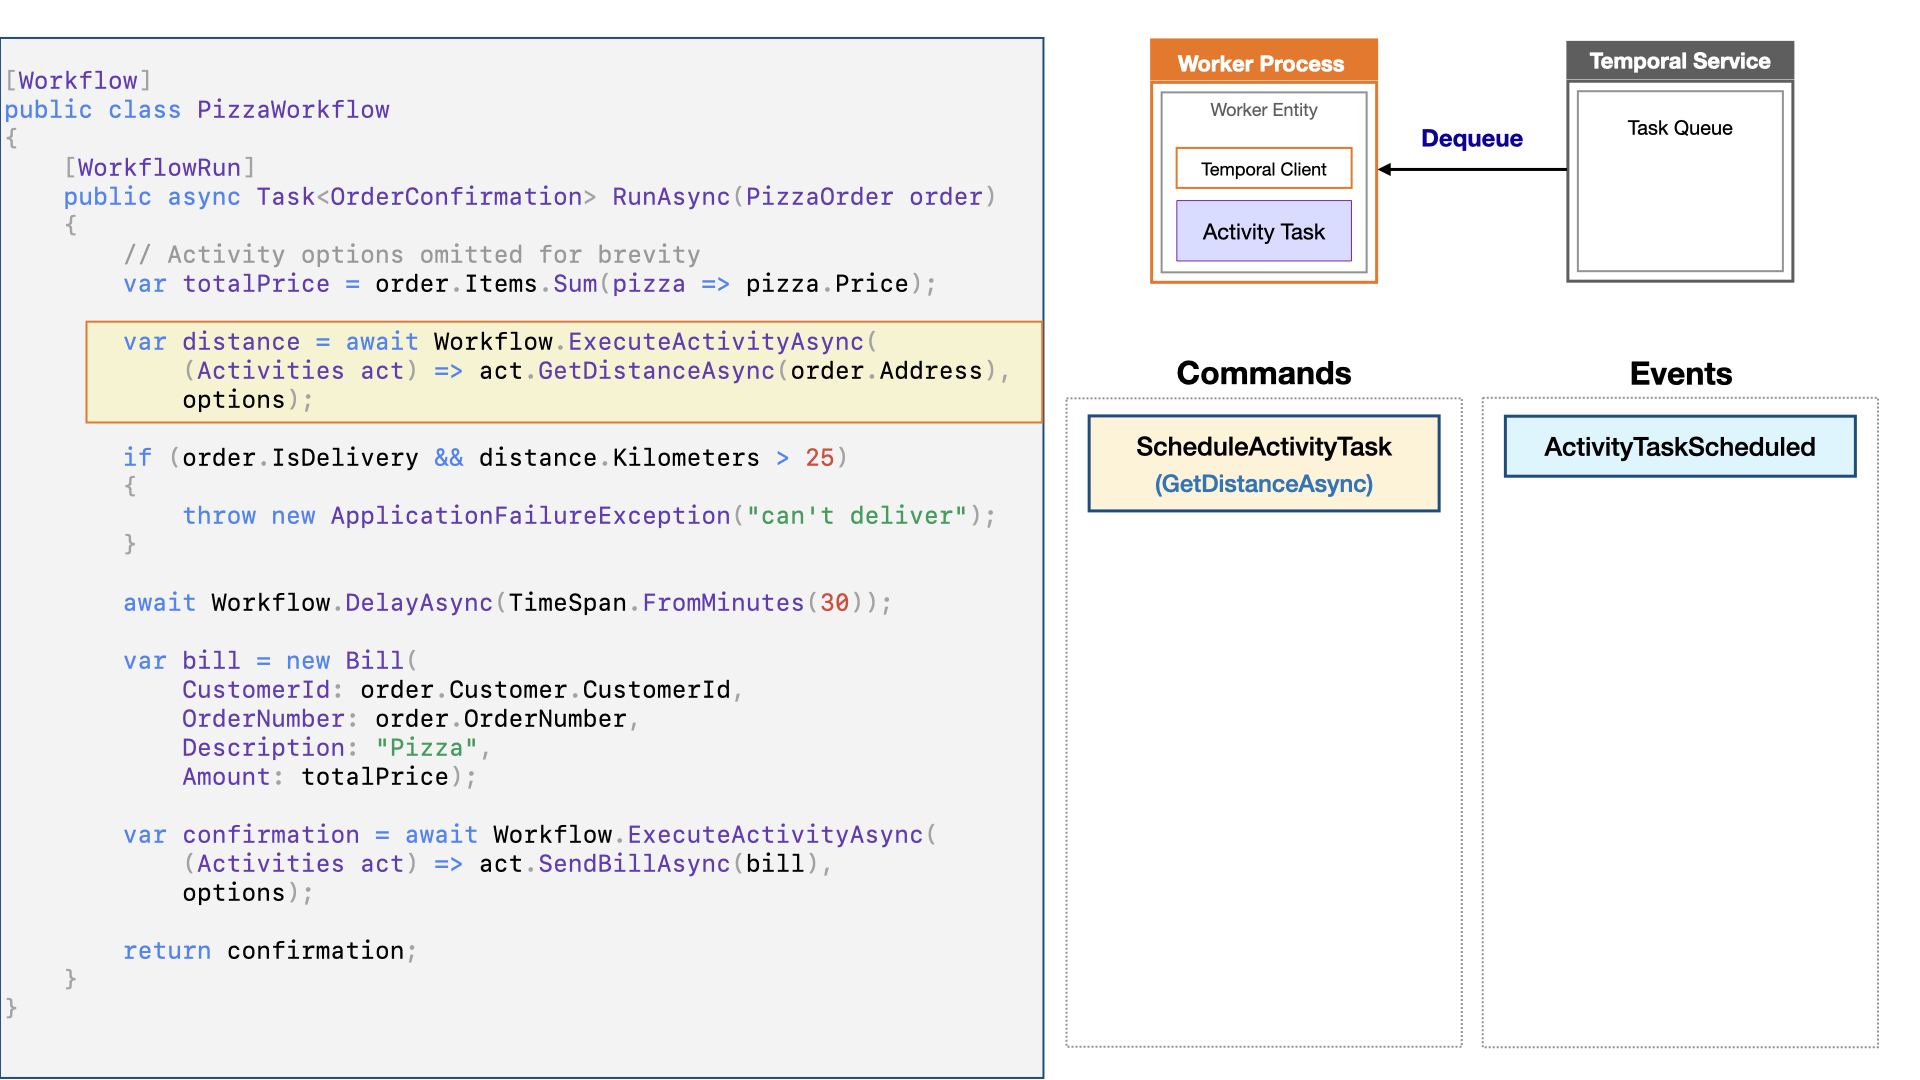 [Workflow]
public class PizzaWorkflow
{
    [WorkflowRun]
    public async Task<OrderConfirmation> RunAsync(PizzaOrder order)
    {
        // Activity options omitted for brevity
        var totalPrice = order.Items.Sum(pizza => pizza.Price);

        var distance = await Workflow.ExecuteActivityAsync(
            (Activities act) => act.GetDistanceAsync(order.Address),
            options);

        if (order.IsDelivery && distance.Kilometers > 25)
        {
            throw new ApplicationFailureException("can't deliver");
        }

        await Workflow.DelayAsync(TimeSpan.FromMinutes(30));

        var bill = new Bill(
            CustomerId: order.Customer.CustomerId,
            OrderNumber: order.OrderNumber,
            Description: "Pizza",
            Amount: totalPrice);

        var confirmation = await Workflow.ExecuteActivityAsync(
            (Activities act) => act.SendBillAsync(bill),
            options);

        return confirmation;
    }
}
Worker Process
Worker Entity
Temporal Client
Activity Task
Dequeue
Temporal Service
Task Queue
Commands
ScheduleActivityTask
(GetDistanceAsync)
Events
ActivityTaskScheduled